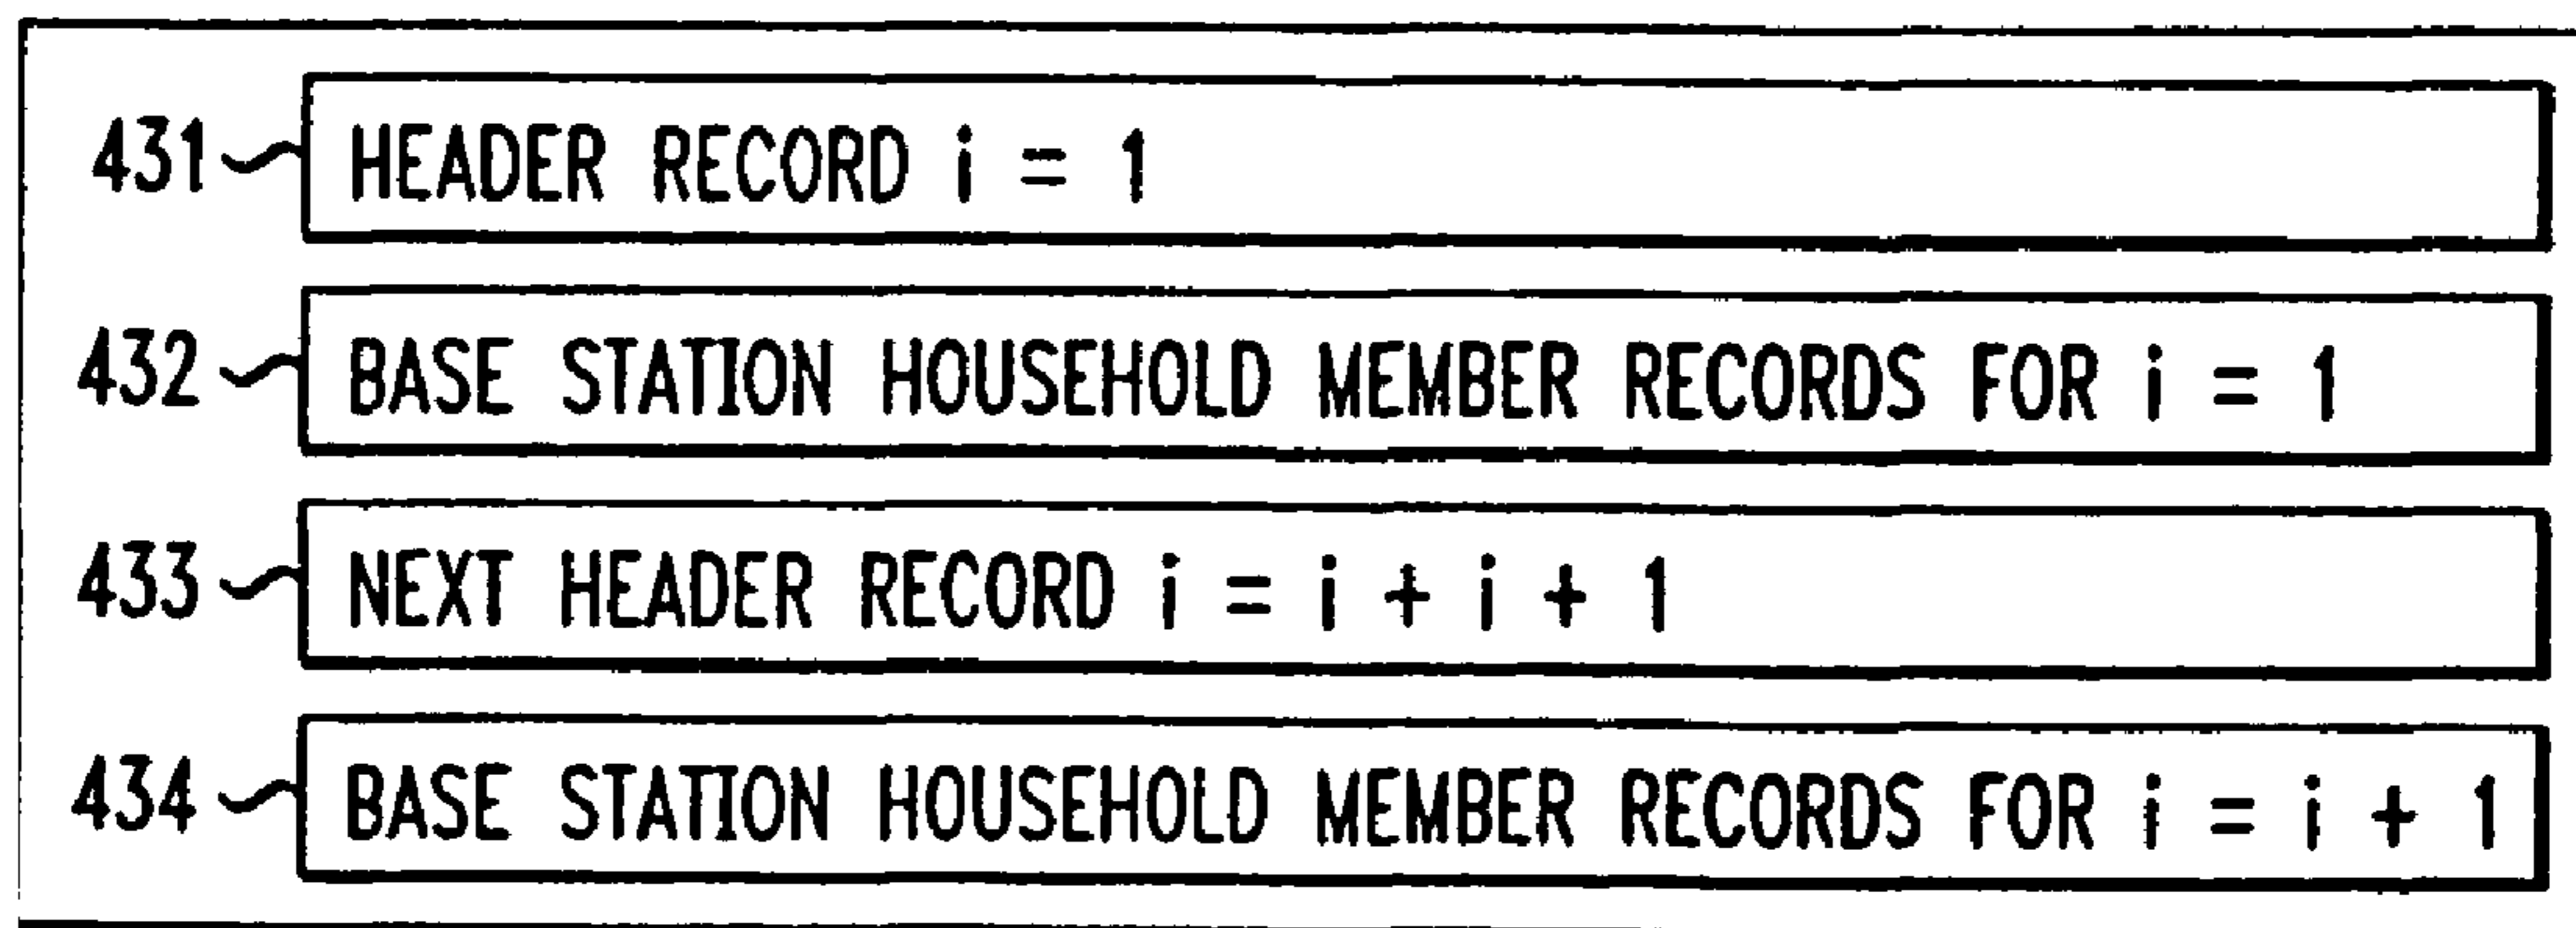 431 HEADER RECORD i = 1
432 BASE STATION HOUSEHOLD MEMBER RECORDS FOR i = 1
433 NEXT HEADER RECORD i = i + i + 1
434 BASE STATION HOUSEHOLD MEMBER RECORDS FOR i = i + 1